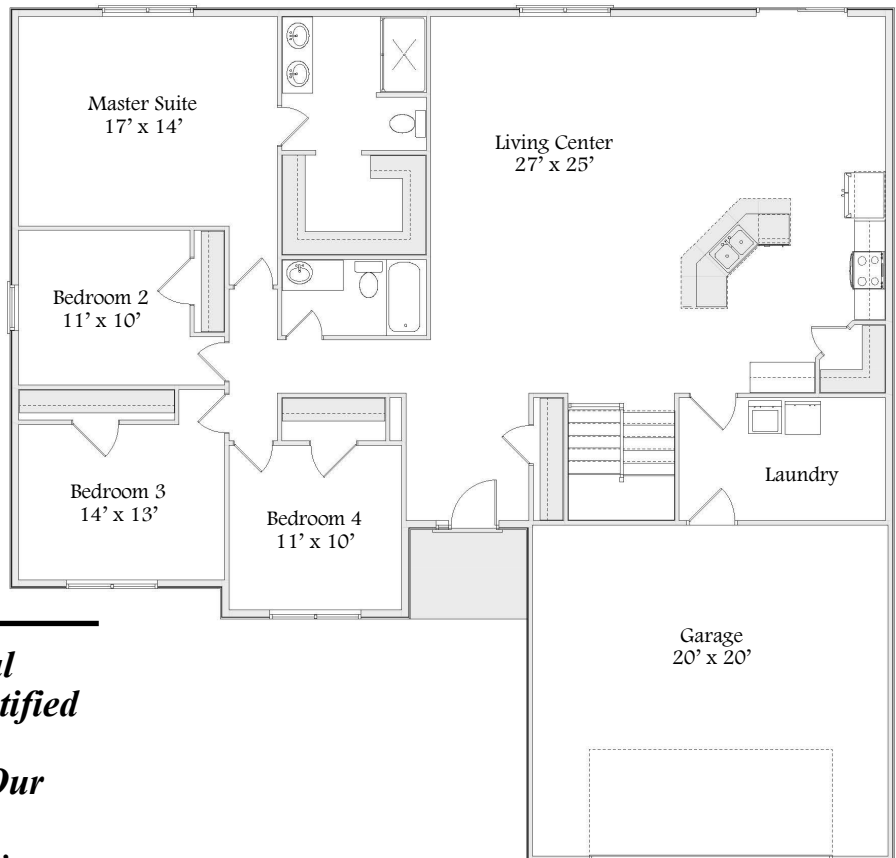 Master Suite
17’ x 14’
Living Center
27’ x 25’
Bedroom 2
11’ x 10’
Bedroom 3
14’ x 13’
Bedroom 4
11’ x 10’
Laundry
Garage
20’ x 20’
Our